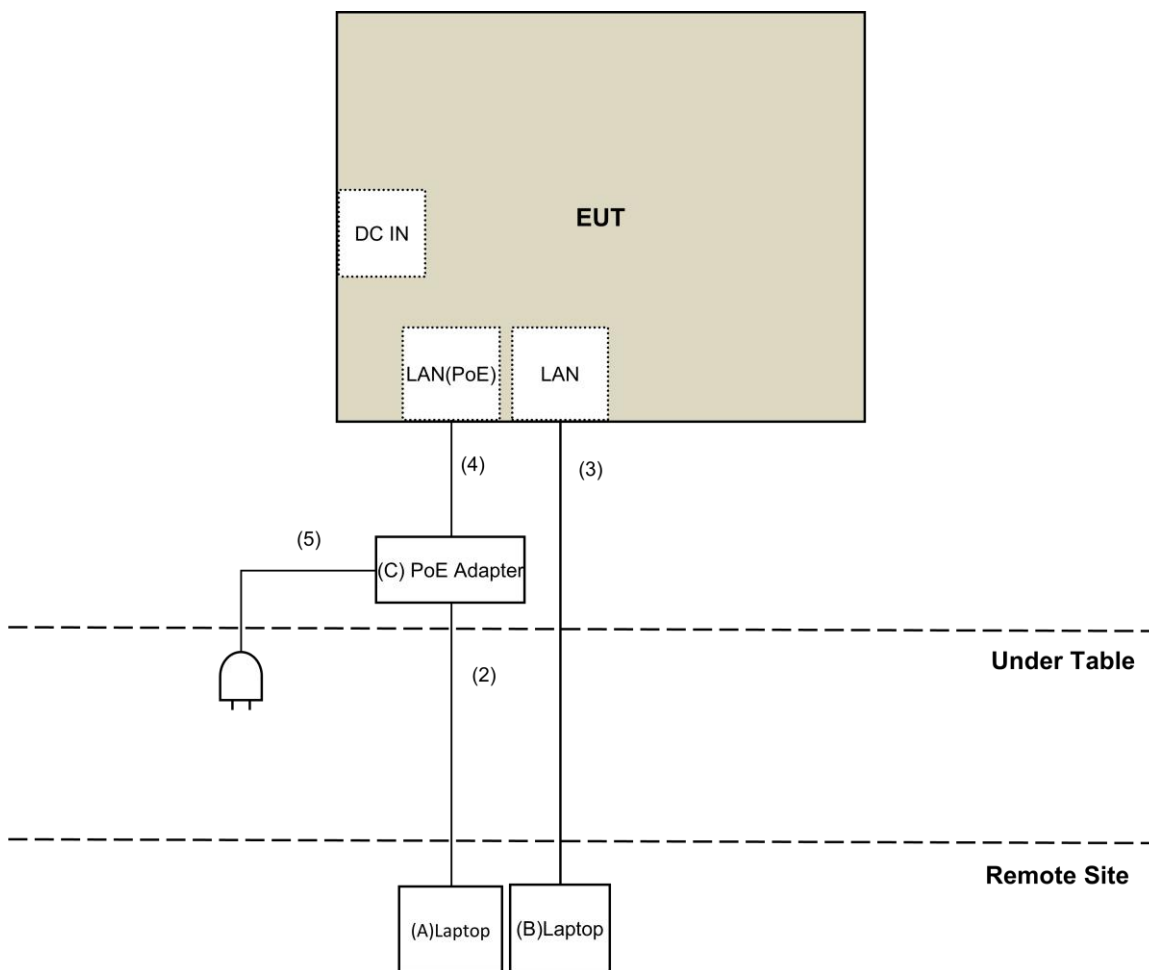 EUT
DC IN
LAN(PoE)
LAN
(4)
(3)
(5)
(C) PoE Adapter
Under Table
(2)
Remote Site
(A)Laptop
(B)Laptop